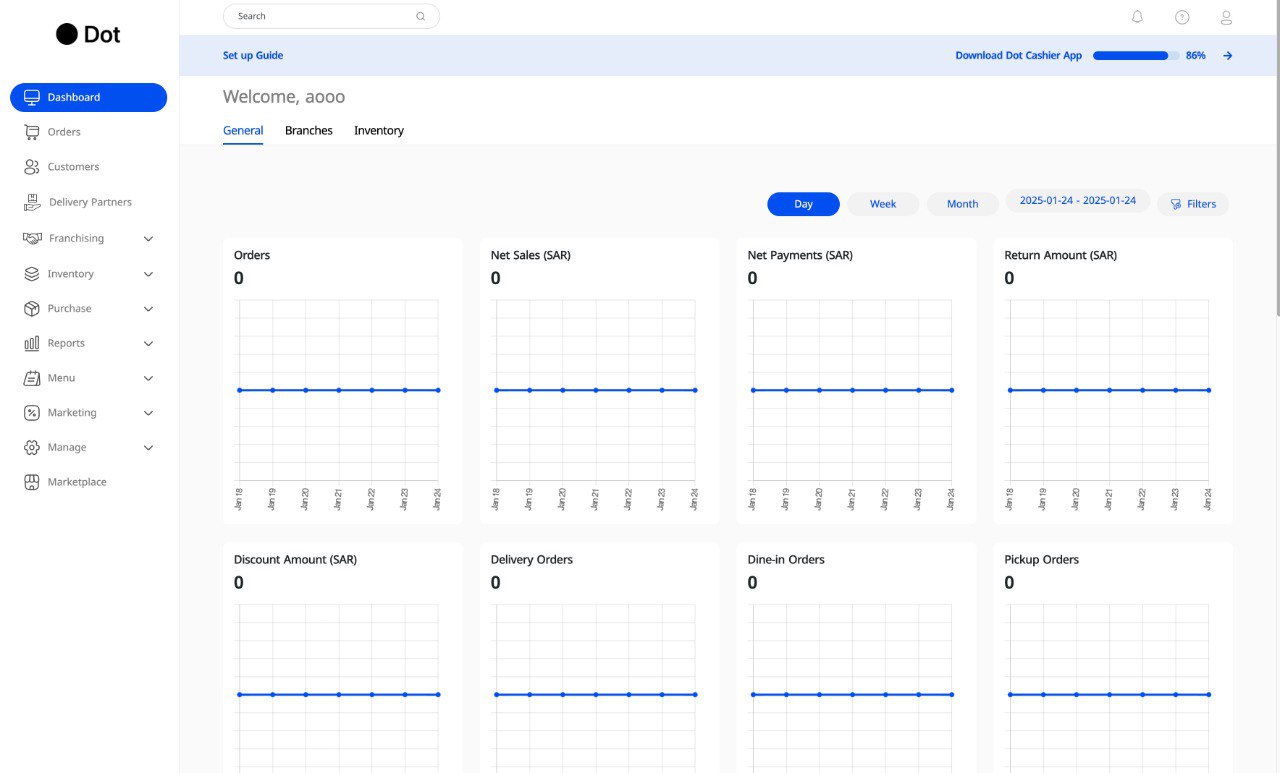 Dot
Search
Set up Guide
Download Dot Cashier App 86%
Welcome, aooo
Dashboard
Orders
Customers
Delivery Partners
Franchising
Inventory
Purchase
Reports
Menu
Marketing
Manage
Marketplace
General Branches Inventory
Day Week Month 2025-01-24 - 2025-01-24 Filters
Orders
0
Jan 18 Jan 19 Jan 20 Jan 21 Jan 22 Jan 23 Jan 24
Net Sales (SAR)
0
Jan 18 Jan 19 Jan 20 Jan 21 Jan 22 Jan 23 Jan 24
Net Payments (SAR)
0
Jan 18 Jan 19 Jan 20 Jan 21 Jan 22 Jan 23 Jan 24
Return Amount (SAR)
0
Jan 18 Jan 19 Jan 20 Jan 21 Jan 22 Jan 23 Jan 24
Discount Amount (SAR)
0
Delivery Orders
0
Dine-in Orders
0
Pickup Orders
0